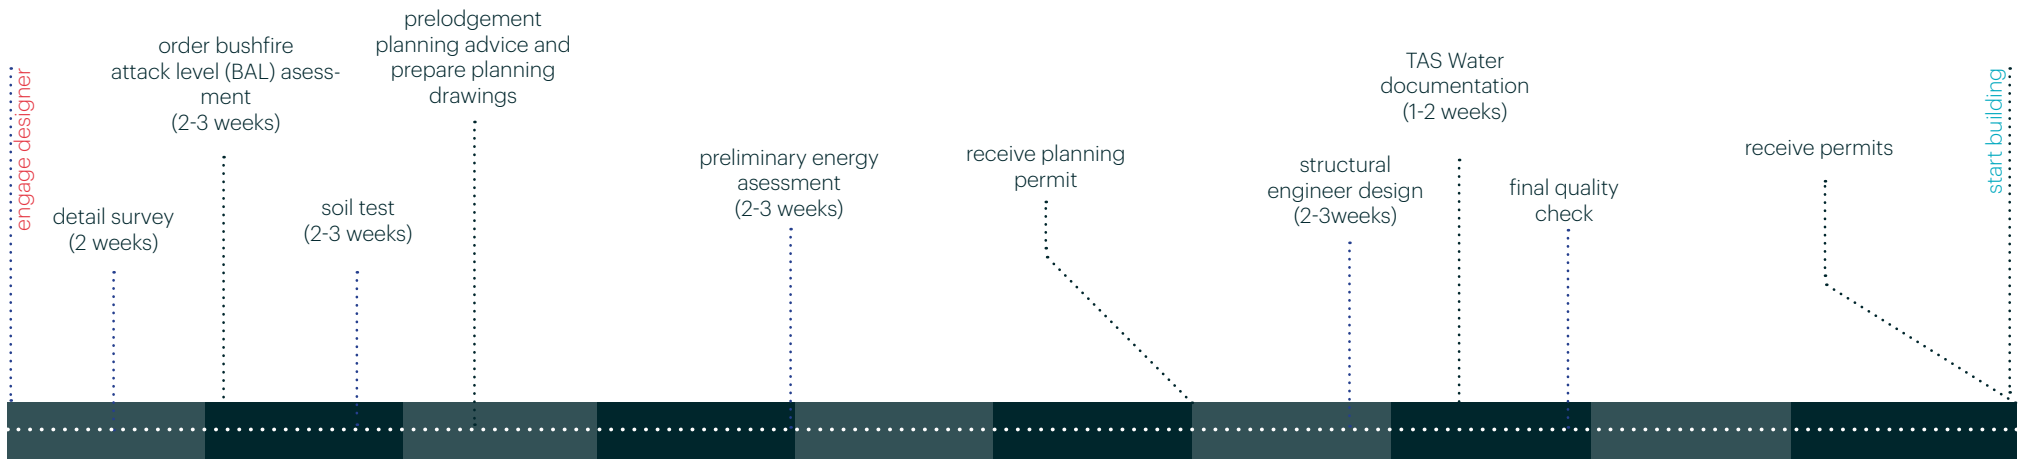 engage designer
detail survey
(2 weeks)
order bushfire
attack level (BAL) asess-
ment
(2-3 weeks)
soil test
(2-3 weeks)
prelodgement
planning advice and
prepare planning
drawings
preliminary energy
asessment
(2-3 weeks)
receive planning
permit
structural
engineer design
(2-3weeks)
TAS Water
documentation
(1-2 weeks)
final quality
check
receive permits
start building